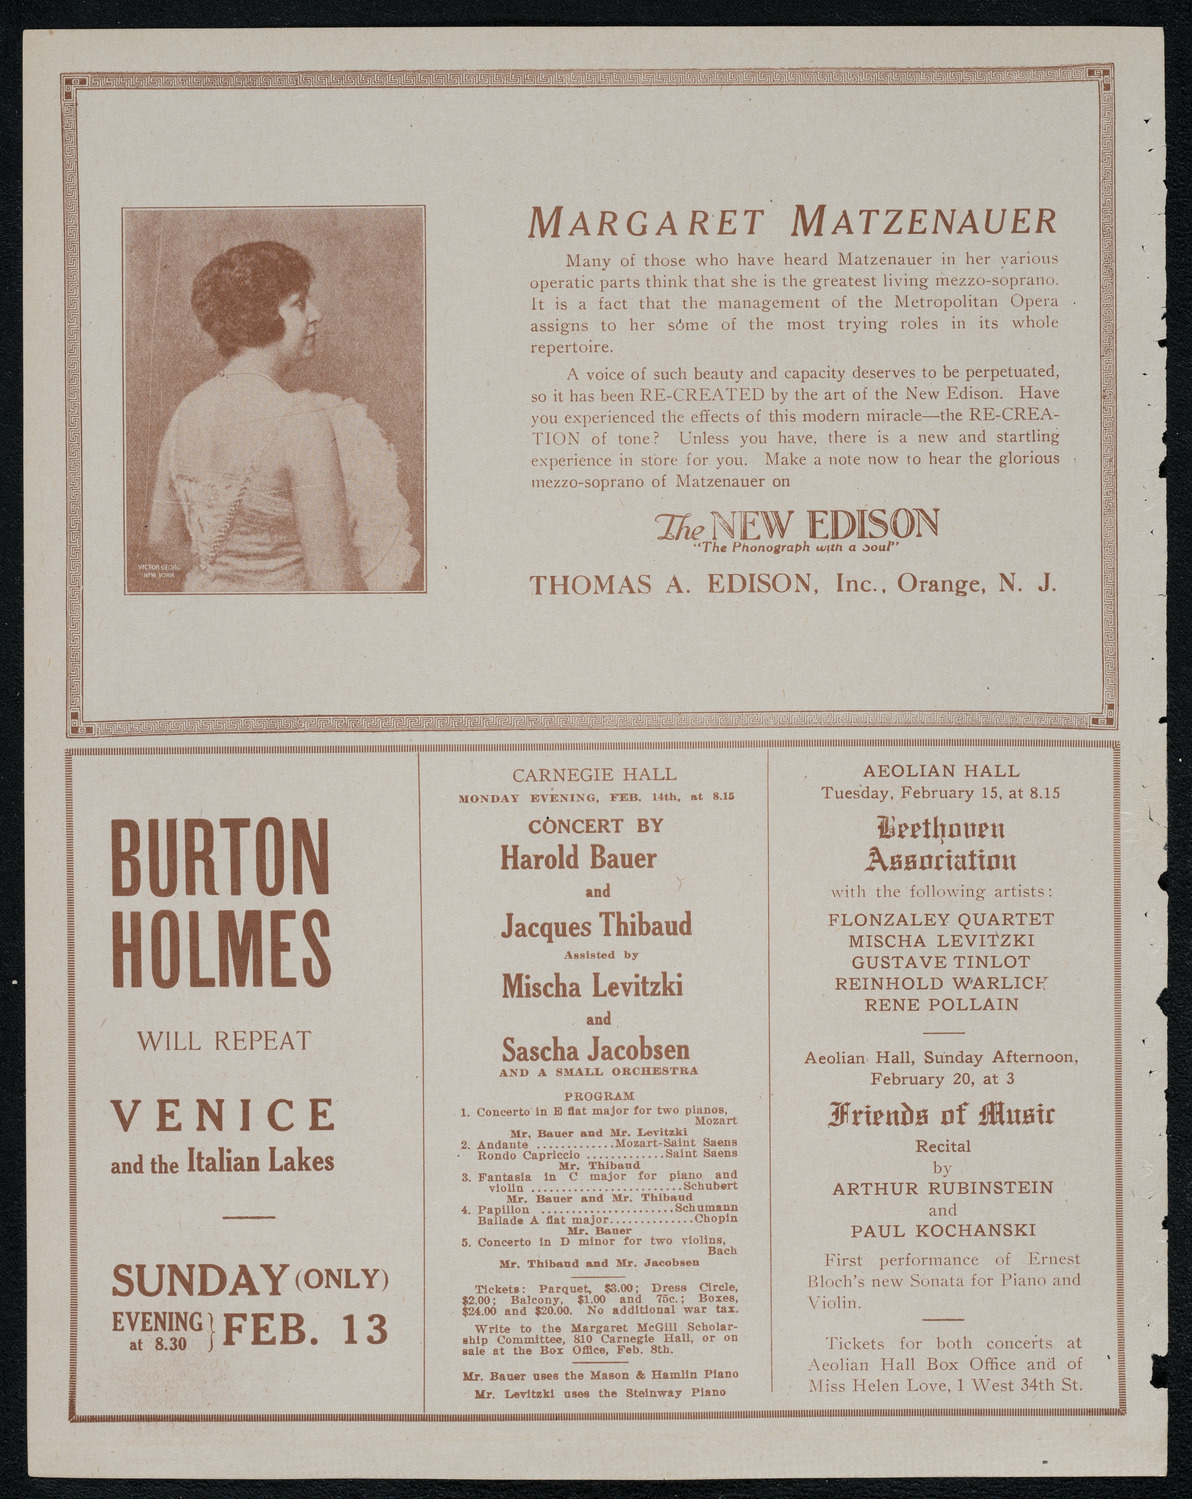 MARGARET MATZENAUER
Many of those who have heard Matzenauer in her various
operatic parts think that she is the greatest living mezzo-soprano.
It is a fact that the management of the Metropolitan Opera
assigns to her some of the most trying roles in its whole
repertoire.
A voice of such beauty and capacity deserves to be perpetuated,
so it has been RE-CREATED by the art of the New Edison. Have
you experienced the effects of this modern miracle—the RE-CREA-
TION of tone? Unless you have, there is a new and startling
experience in store for you. Make a note now to hear the glorious
mezzo-soprano of Matzenauer on
The NEW EDISON
"The Phonograph with a Soul"
THOMAS A. EDISON, Inc., Orange, N. J.
VICTOR GEORG
NEW YORK
BURTON
HOLMES
WILL REPEAT
VENICE
and the Italian Lakes
SUNDAY (ONLY)
EVENING
at 8.30 } FEB. 13
CARNEGIE HALL
MONDAY EVENING, FEB. 14th, at 8.15
CONCERT BY
Harold Bauer
and
Jacques Thibaud
Assisted by
Mischa Levitzki
and
Sascha Jacobsen
AND A SMALL ORCHESTRA
PROGRAM
1. Concerto in E flat major for two pianos,
Mozart
Mr. Bauer and Mr. Levitzki
2. Andante ............Mozart-Saint Saens
Rondo Capriccio ............Saint Saens
Mr. Thibaud
3. Fantasia in C major for piano and
violin .......................Schubert
Mr. Bauer and Mr. Thibaud
4. Papillon ....................Schumann
Ballade A flat major.............Chopin
Mr. Bauer
5. Concerto in D minor for two violins,
Bach
Mr. Thibaud and Mr. Jacobsen
Tickets: Parquet, $3.00; Dress Circle,
$2.00; Balcony, $1.00 and 75c.; Boxes,
$24.00 and $20.00. No additional war tax.
Write to the Margaret McGill Scholar-
ship Committee, 810 Carnegie Hall, or on
sale at the Box Office, Feb. 8th.
Mr. Bauer uses the Mason & Hamlin Piano
Mr. Levitzki uses the Steinway Piano
AEOLIAN HALL
Tuesday, February 15, at 8.15
Beethoven
Association
with the following artists:
FLONZALEY QUARTET
MISCHA LEVITZKI
GUSTAVE TINLOT
REINHOLD WARLICK
RENE POLLAIN
Aeolian Hall, Sunday Afternoon,
February 20, at 3
Friends of Music
Recital
by
ARTHUR RUBINSTEIN
and
PAUL KOCHANSKI
First performance of Ernest
Bloch's new Sonata for Piano and
Violin.
Tickets for both concerts at
Aeolian Hall Box Office and of
Miss Helen Love, 1 West 34th St.